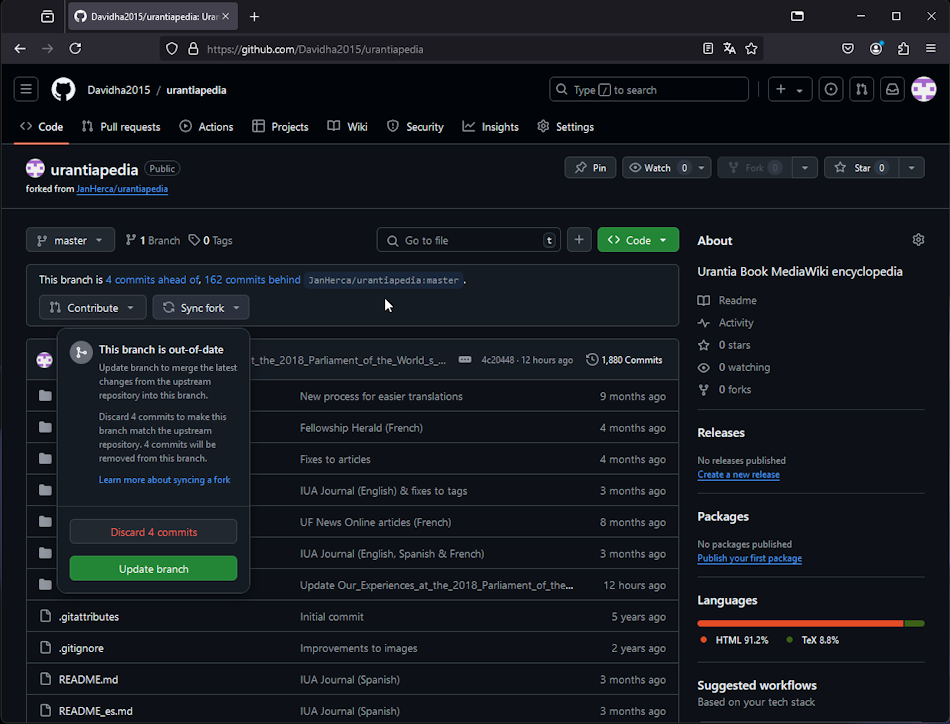 Davidha2015/urantiapedia: Uran
https://github.com/Davidha2015/urantiapedia
Davidha2015 / urantiapedia
Type / to search
Code
Pull requests
Actions
Projects
Wiki
Security
Insights
Settings
urantiapedia
Public
forked from JanHerca/urantiapedia
Pin
Watch 0
Fork 0
Star 0
master
1 Branch
0 Tags
Go to file
t
Code
This branch is 4 commits ahead of, 162 commits behind JanHerca/urantiapedia:master .
Contribute
Sync fork
This branch is out-of-date
Update branch to merge the latest
changes from the upstream
repository into this branch.
Discard 4 commits to make this
branch match the upstream
repository. 4 commits will be
removed from this branch.
Learn more about syncing a fork
Discard 4 commits
Update branch
t_the_2018_Parliament_of_the_World_s_...
4c20448 · 12 hours ago
1,880 Commits
New process for easier translations 9 months ago
Fellowship Herald (French) 4 months ago
Fixes to articles 4 months ago
IUA Journal (English) & fixes to tags 3 months ago
UF News Online articles (French) 8 months ago
IUA Journal (English, Spanish & French) 3 months ago
Update Our_Experiences_at_the_2018_Parliament_of_the... 12 hours ago
.gitattributes Initial commit 5 years ago
.gitignore Improvements to images 2 years ago
README.md IUA Journal (Spanish) 3 months ago
README_es.md IUA Journal (Spanish) 3 months ago
About
Urantia Book MediaWiki encyclopedia
Readme
Activity
0 stars
0 watching
0 forks
Releases
No releases published
Create a new release
Packages
No packages published
Publish your first package
Languages
HTML 91.2%
TeX 8.8%
Suggested workflows
Based on your tech stack